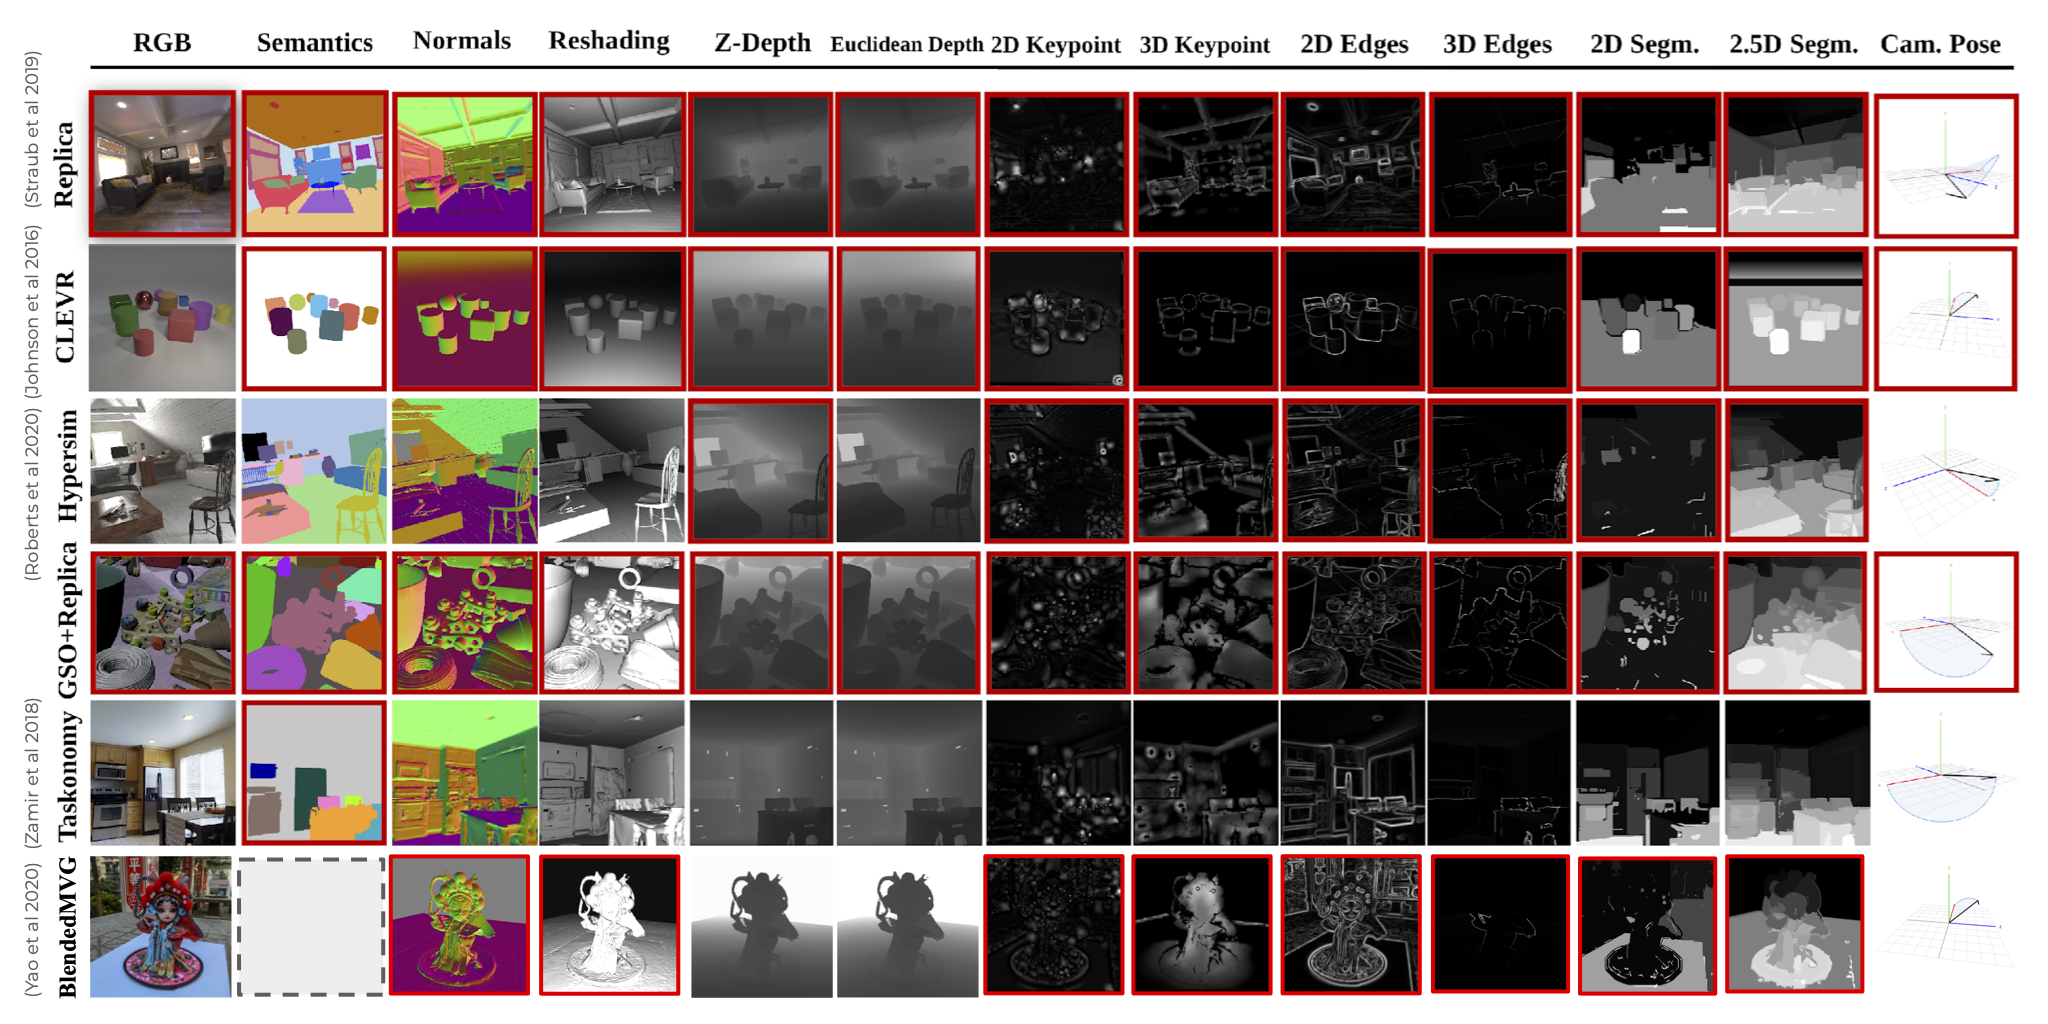 RGB Semantics Normals Reshading Z-Depth Euclidean Depth 2D Keypoint 3D Keypoint 2D Edges 3D Edges 2D Segm. 2.5D Segm. Cam. Pose
(Straub et al 2019)
Replica
(Johnson et al 2016)
CLEVR
(Roberts et al 2020)
Hypersim
GSO+Replica
(Zamir et al 2018)
Taskonomy
(Yao et al 2020)
BlendedMVG